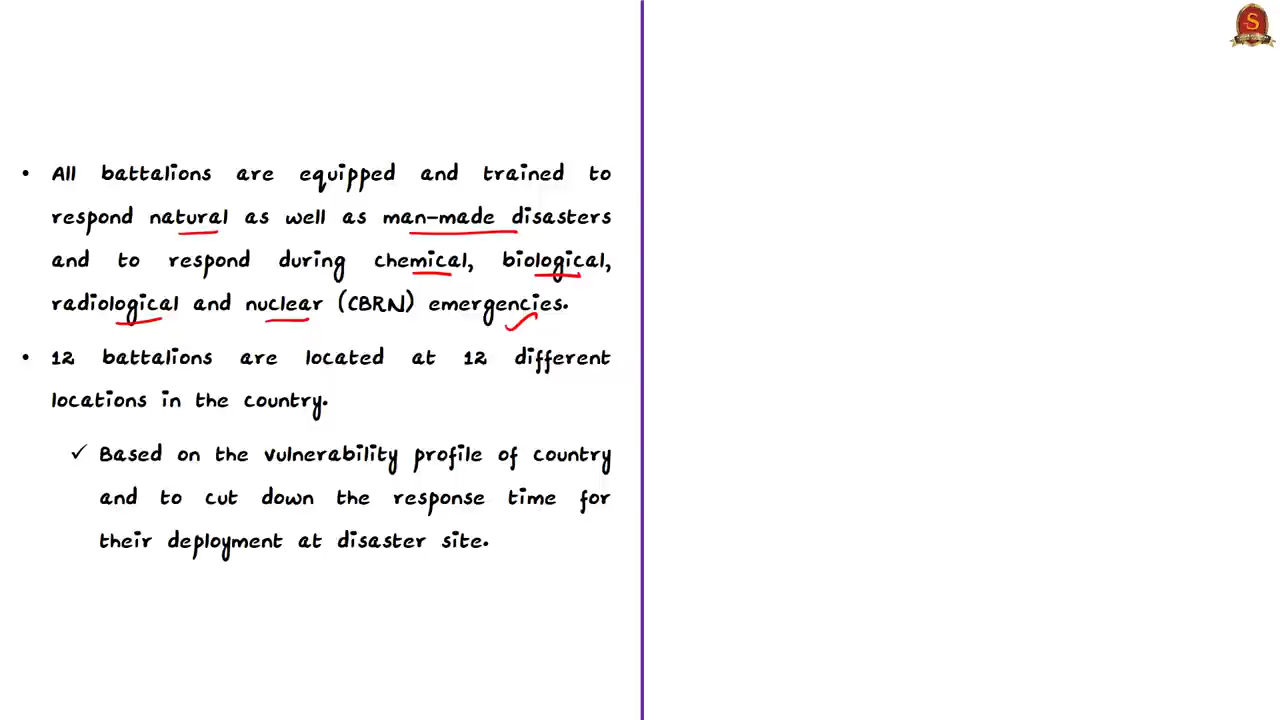 • All battalions are equipped and trained to
respond natural as well as man-made disasters
and to respond during chemical, biological,
radiological and nuclear (CBRN) emergencies.
• 12 battalions are located at 12 different
locations in the country.
✓ Based on the vulnerability profile of country
and to cut down the response time for
their deployment at disaster site.
S